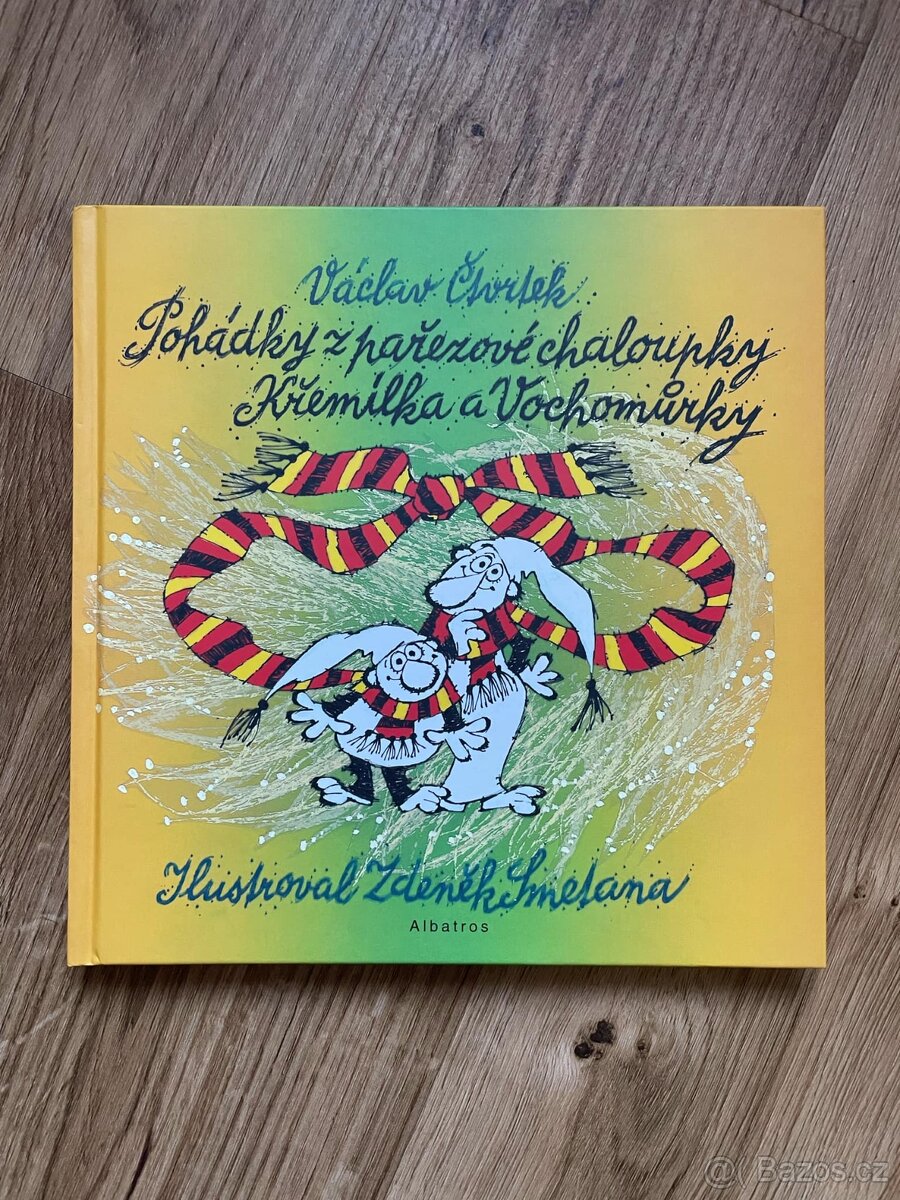 Václav Čtvrtek
Pohádky z pařezové chaloupky
Křemílka a Vochomůrky
Ilustroval Zdeněk Smetana
Albatros
@ Bazos.cz